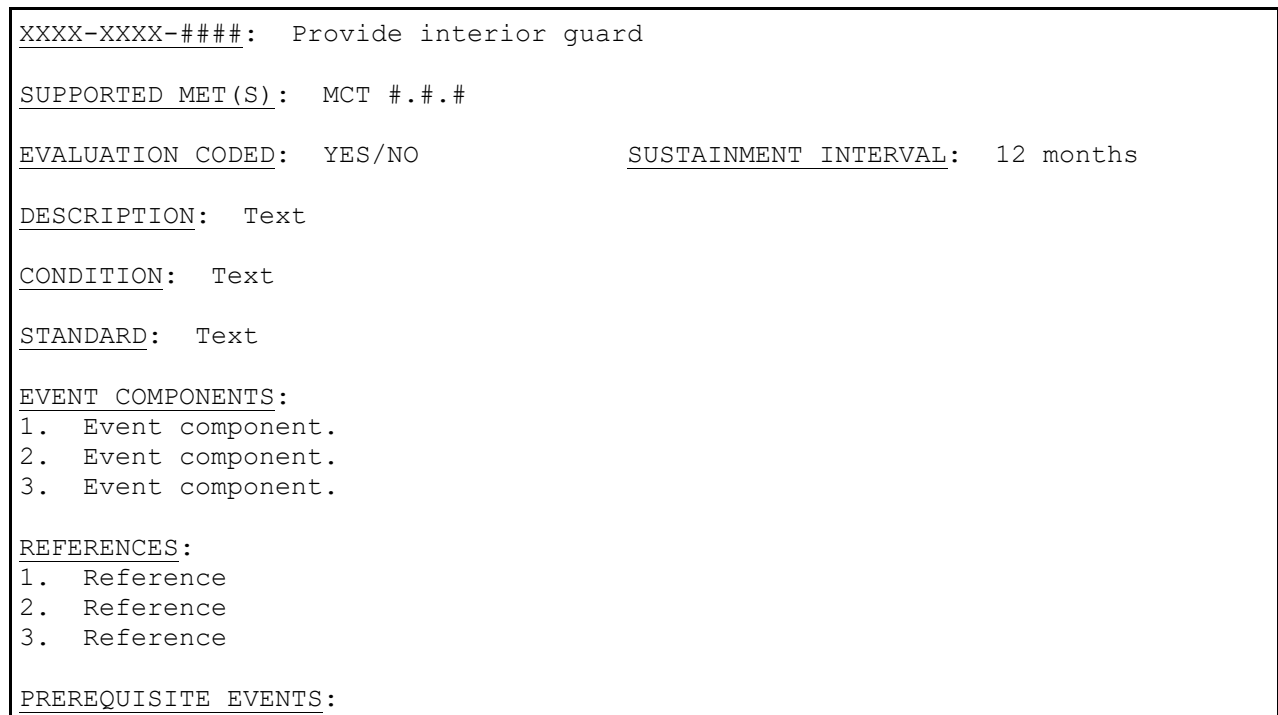 XXXX-XXXX-####:  Provide interior guard
SUPPORTED MET(S):  MCT #.#.#
EVALUATION CODED:  YES/NO    SUSTAINMENT INTERVAL:  12 months
DESCRIPTION:  Text
CONDITION:  Text
STANDARD:  Text
EVENT COMPONENTS:
1.  Event component.
2.  Event component.
3.  Event component.
REFERENCES:
1.  Reference
2.  Reference
3.  Reference
PREREQUISITE EVENTS: